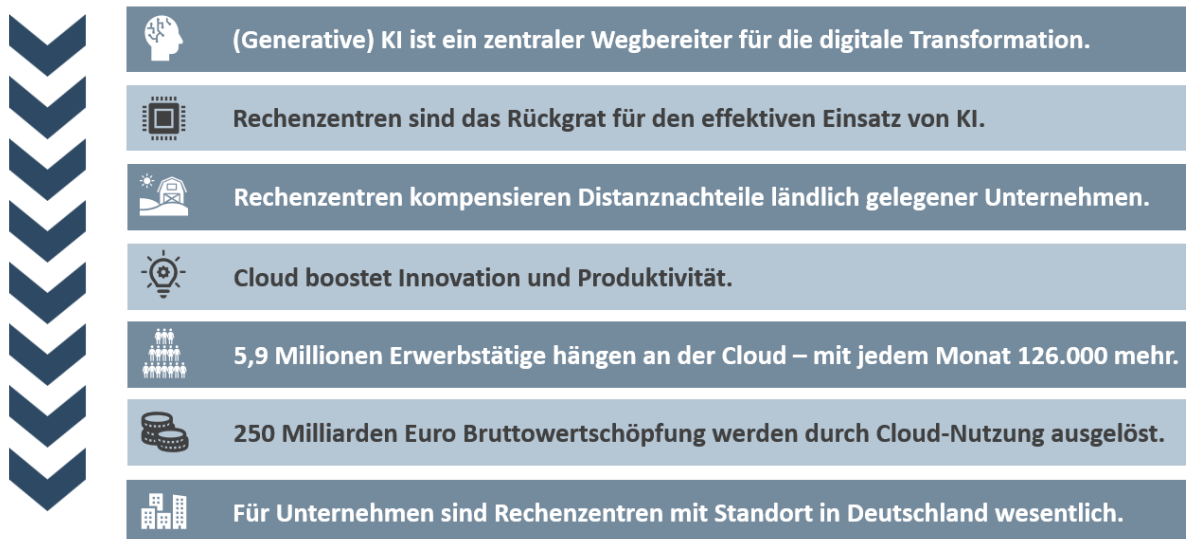 (Generative) KI ist ein zentraler Wegbereiter für die digitale Transformation.
Rechenzentren sind das Rückgrat für den effektiven Einsatz von KI.
Rechenzentren kompensieren Distanznachteile ländlich gelegener Unternehmen.
Cloud boostet Innovation und Produktivität.
5,9 Millionen Erwerbstätige hängen an der Cloud – mit jedem Monat 126.000 mehr.
250 Milliarden Euro Bruttowertschöpfung werden durch Cloud-Nutzung ausgelöst.
Für Unternehmen sind Rechenzentren mit Standort in Deutschland wesentlich.